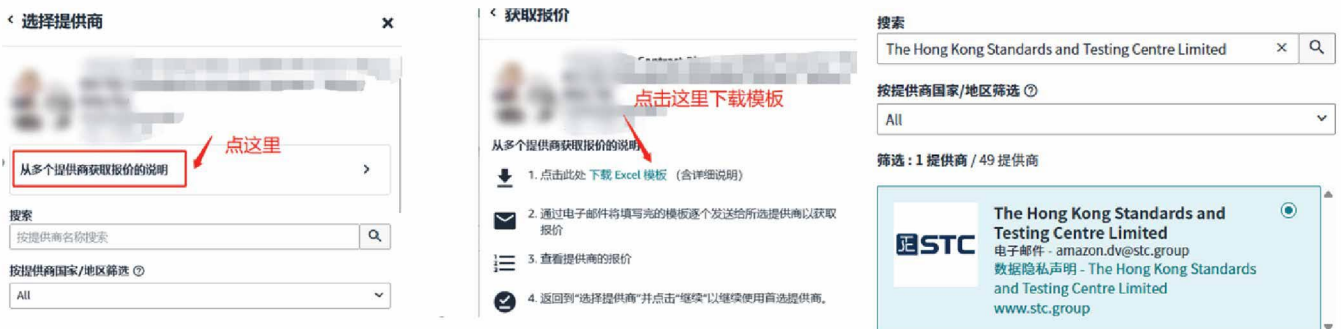 选择提供商
点这里
从多个提供商获取报价的说明
搜索
按提供商名称搜索
按提供商国家/地区筛选
All
获取报价
点击这里下载模板
从多个提供商获取报价的说明
1. 点击此处 下载 Excel 模板 (含详细说明)
2. 通过电子邮件将填写完的模板逐个发送给所选提供商以获取
报价
3. 查看提供商的报价
4. 返回到“选择提供商”并点击“继续”以继续使用首选提供商。
搜索
The Hong Kong Standards and Testing Centre Limited
按提供商国家/地区筛选
All
筛选 : 1 提供商 / 49 提供商
STC
The Hong Kong Standards and
Testing Centre Limited
电子邮件 - amazon.dv@stc.group
数据隐私声明 - The Hong Kong Standards
and Testing Centre Limited
www.stc.group